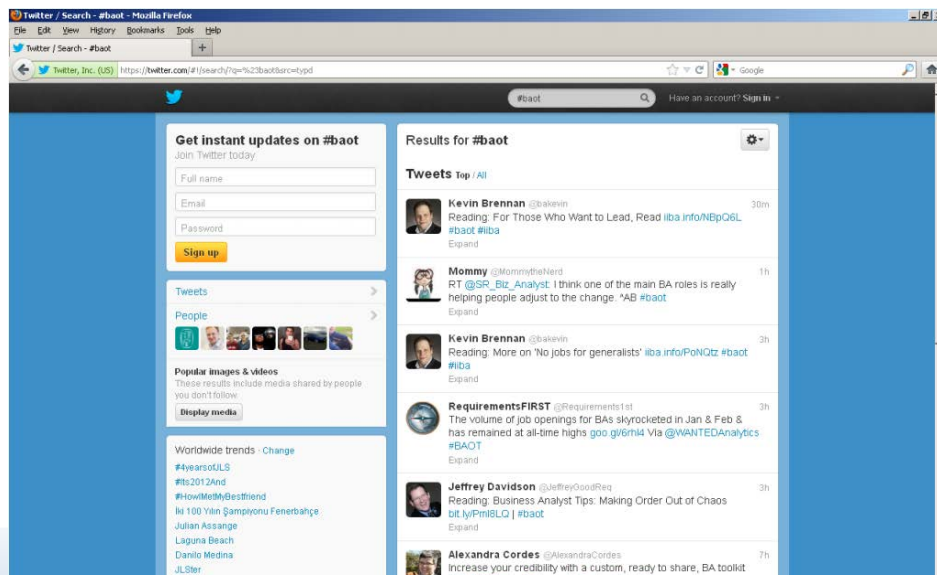 Twitter / Search - #baot - Mozilla Firefox
File Edit View History Bookmarks Tools Help
Twitter / Search - #baot
Twitter, Inc. (US) https://twitter.com/#!/search/?q=%23baot&src=typd
Google
#baot
Have an account? Sign in
Get instant updates on #baot
Join Twitter today
Full name
Email
Password
Sign up
Tweets
People
Popular images & videos
These results include media shared by people
you don't follow.
Display media
Worldwide trends · Change
#4yearsofJLS
#Its2012And
#HowIMetMyBestfriend
İki 100 Yılın Şampiyonu Fenerbahçe
Julian Assange
Laguna Beach
Danilo Medina
JLSter
Results for #baot
Tweets Top / All
Kevin Brennan @bakevin 30m
Reading: For Those Who Want to Lead, Read iiba.info/NBpQ6L
#baot #iiba
Expand
Mommy @MommytheNerd 1h
RT @SR_Biz_Analyst: I think one of the main BA roles is really
helping people adjust to the change. ^AB #baot
Expand
Kevin Brennan @bakevin 3h
Reading: More on 'No jobs for generalists' iiba.info/PoNQtz #baot
#iiba
Expand
RequirementsFIRST @Requirements1st 3h
The volume of job openings for BAs skyrocketed in Jan & Feb &
has remained at all-time highs goo.gl/6rhl4 Via @WANTEDAnalytics
#BAOT
Expand
Jeffrey Davidson @JeffreyGoodReq 3h
Reading: Business Analyst Tips: Making Order Out of Chaos
bit.ly/Pml8LQ | #baot
Expand
Alexandra Cordes @AlexandraCordes 7h
Increase your credibility with a custom, ready to share, BA toolkit